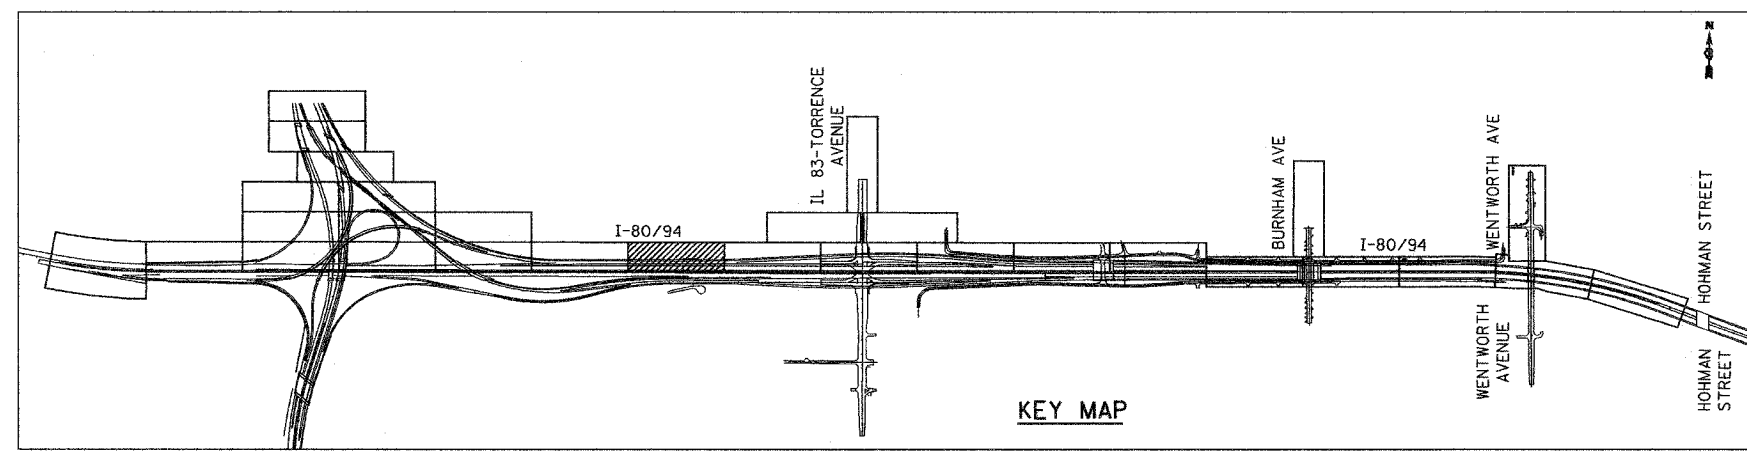 N
IL 83-TORRENCE
AVENUE
I-80/94
BURNHAM AVE
I-80/94
WENTWORTH AVE
HOHMAN STREET
WENTWORTH
AVENUE
HOHMAN
STREET
KEY MAP